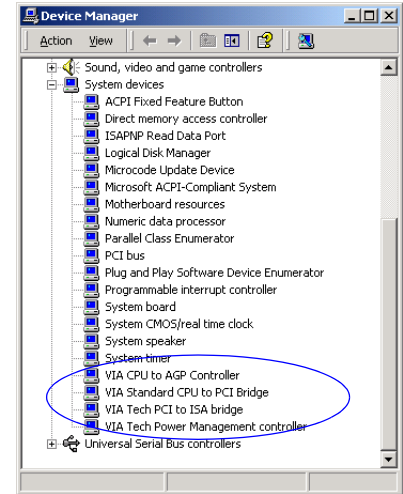 Device Manager
Action View
Sound, video and game controllers
System devices
ACPI Fixed Feature Button
Direct memory access controller
ISAPNP Read Data Port
Logical Disk Manager
Microcode Update Device
Microsoft ACPI-Compliant System
Motherboard resources
Numeric data processor
Parallel Class Enumerator
PCI bus
Plug and Play Software Device Enumerator
Programmable interrupt controller
System board
System CMOS/real time clock
System speaker
System timer
VIA CPU to AGP Controller
VIA Standard CPU to PCI Bridge
VIA Tech PCI to ISA bridge
VIA Tech Power Management controller
Universal Serial Bus controllers